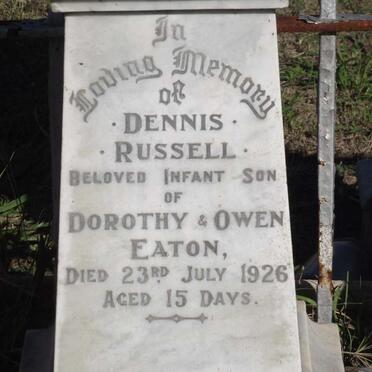 In
Loving Memory
of
· DENNIS ·
· RUSSELL ·
BELOVED INFANT SON
OF
DOROTHY & OWEN
EATON,
DIED 23RD JULY 1926
AGED 15 DAYS.